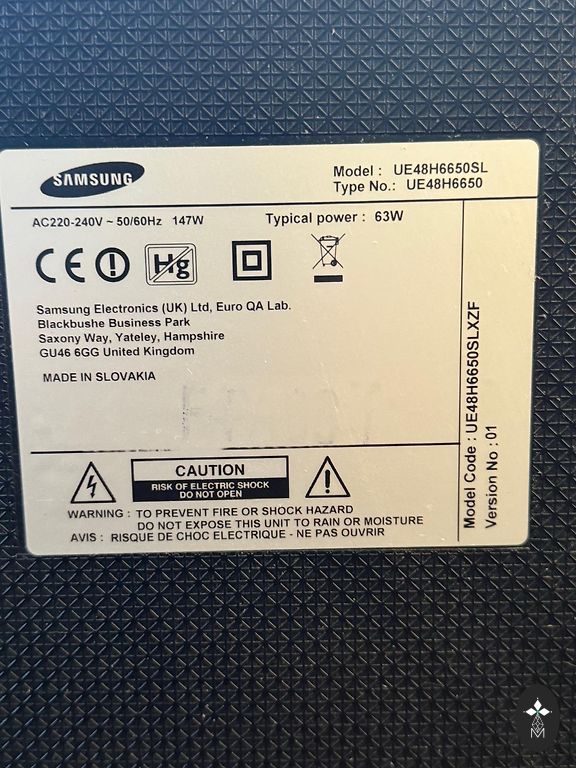 SAMSUNG
Model : UE48H6650SL
Type No.: UE48H6650
AC220-240V ~ 50/60Hz 147W
Typical power : 63W
CE
Hg
Samsung Electronics (UK) Ltd, Euro QA Lab.
Blackbushe Business Park
Saxony Way, Yateley, Hampshire
GU46 6GG United Kingdom
MADE IN SLOVAKIA
CAUTION
RISK OF ELECTRIC SHOCK
DO NOT OPEN
WARNING : TO PREVENT FIRE OR SHOCK HAZARD
DO NOT EXPOSE THIS UNIT TO RAIN OR MOISTURE
AVIS : RISQUE DE CHOC ELECTRIQUE - NE PAS OUVRIR
Model Code : UE48H6650SLXZF
Version No : 01
M